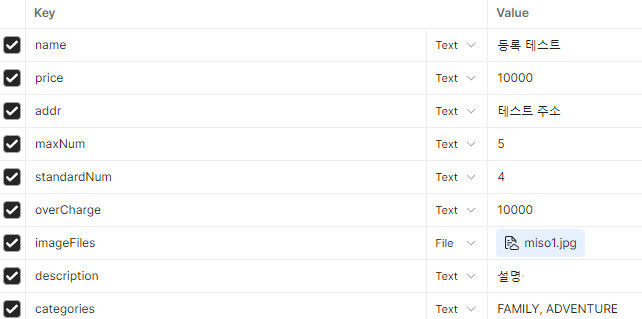 Key Value
name Text 등록 테스트
price Text 10000
addr Text 테스트 주소
maxNum Text 5
standardNum Text 4
overCharge Text 10000
imageFiles File miso1.jpg
description Text 설명
categories Text FAMILY, ADVENTURE